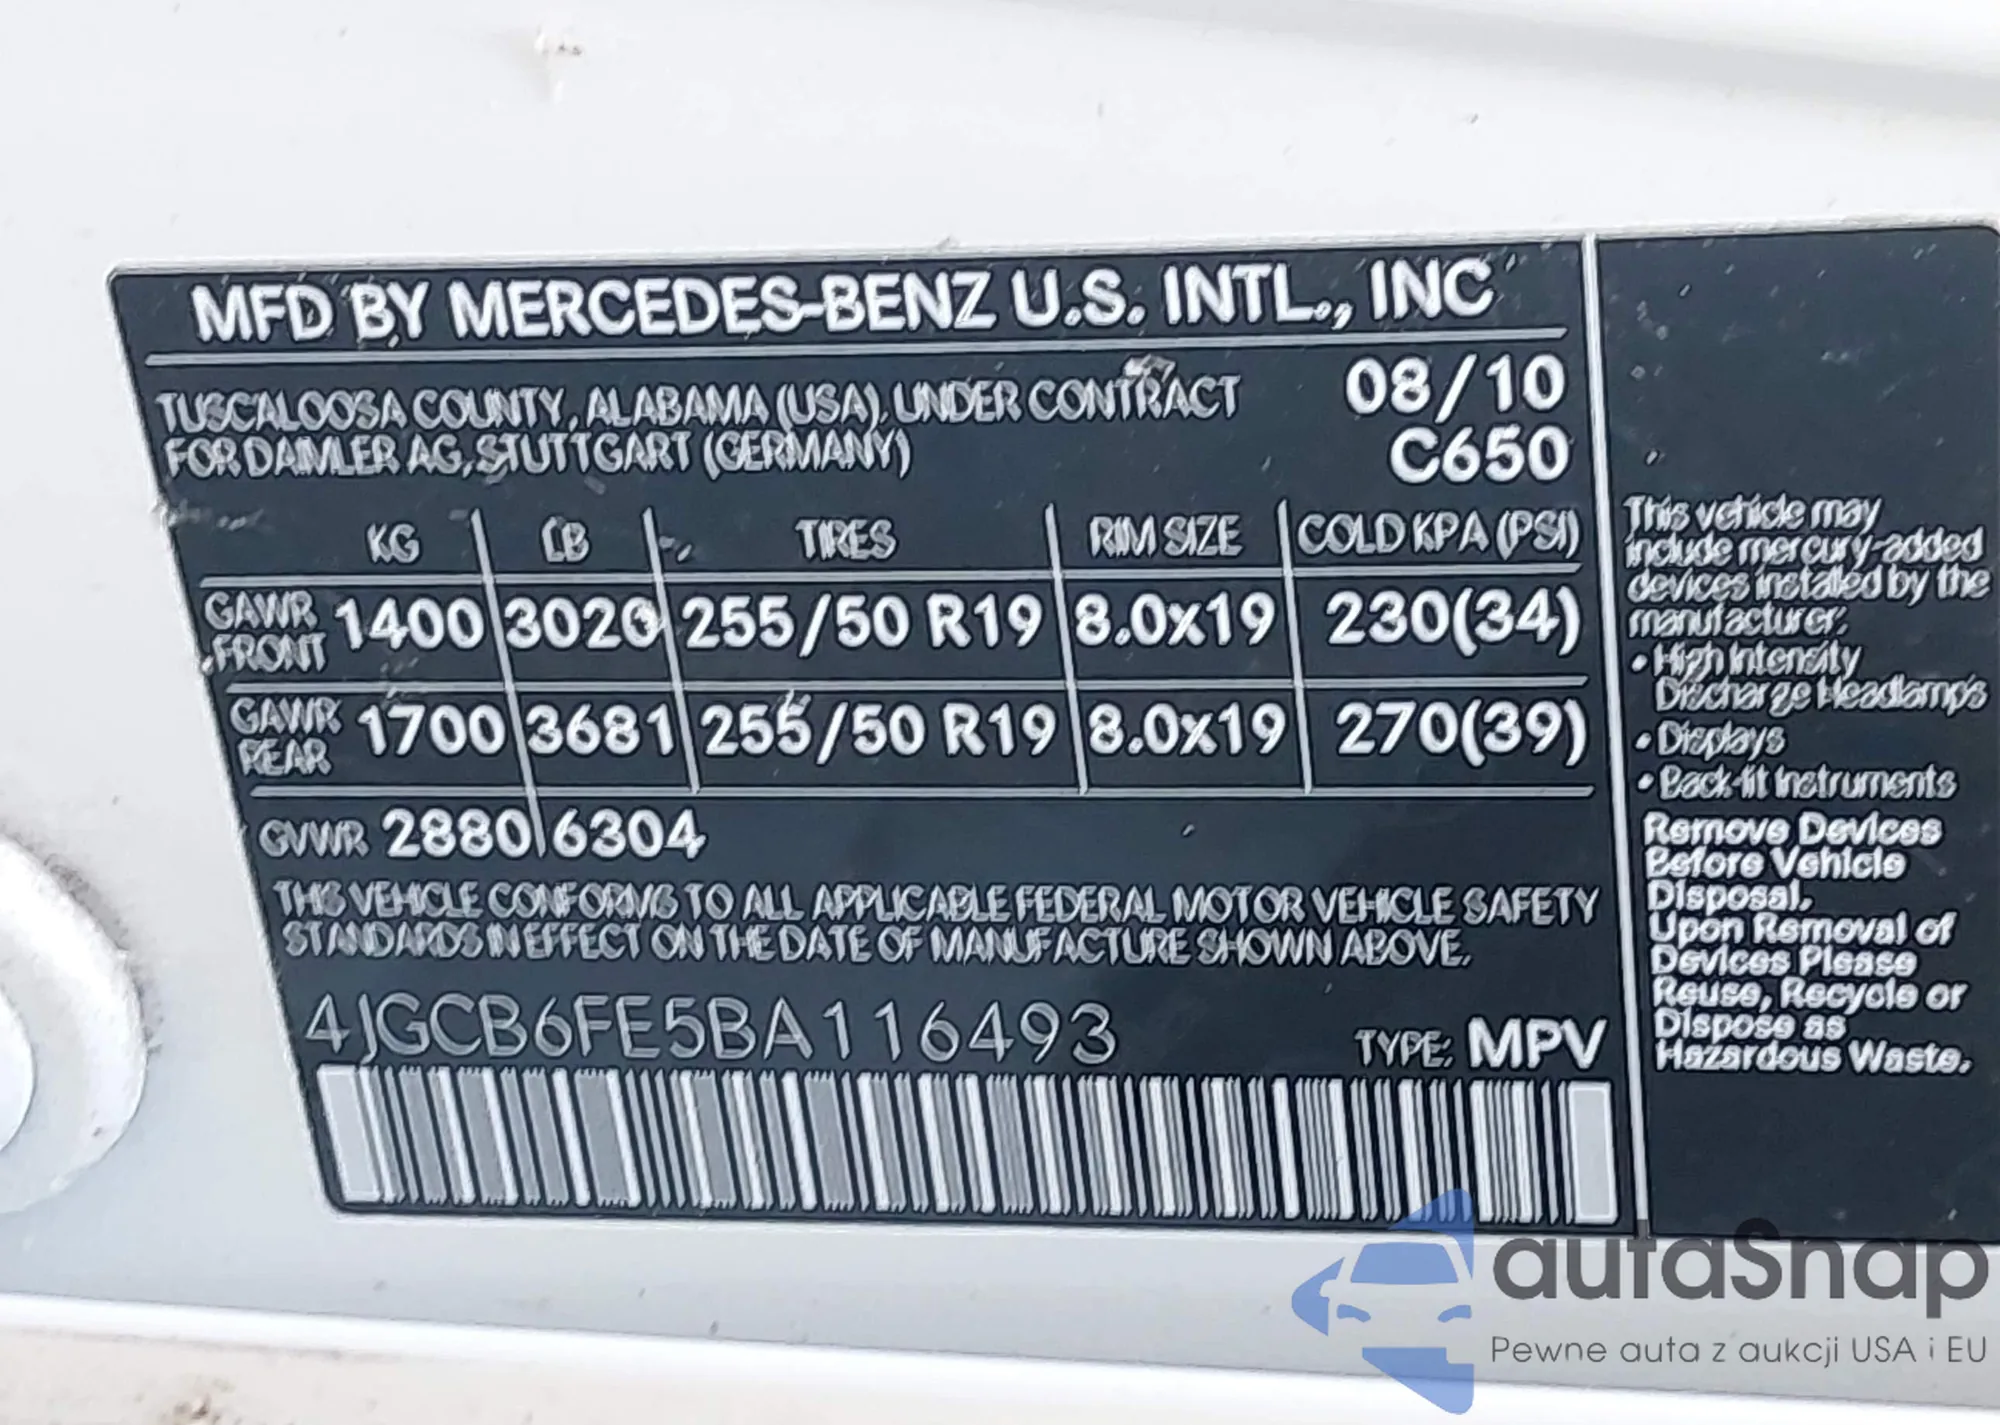 MFD BY MERCEDES-BENZ U.S. INTL., INC
TUSCALOOSA COUNTY, ALABAMA (USA), UNDER CONTRACT
FOR DAIMLER AG, STUTTGART (GERMANY)
08/10
C650
KG LB TIRES RIM SIZE COLD KPA (PSI)
GAWR FRONT 1400 3020 255/50 R19 8.0x19 230(34)
GAWR REAR 1700 3681 255/50 R19 8.0x19 270(39)
GVWR 2880 6304
THIS VEHICLE CONFORMS TO ALL APPLICABLE FEDERAL MOTOR VEHICLE SAFETY
STANDARDS IN EFFECT ON THE DATE OF MANUFACTURE SHOWN ABOVE.
4JGCB6FE5BA116493
TYPE: MPV
This vehicle may
include mercury-added
devices installed by the
manufacturer:
• High Intensity
Discharge Headlamps
• Displays
• Back-lit Instruments
Remove Devices
Before Vehicle
Disposal.
Upon Removal of
Devices Please
Reuse, Recycle or
Dispose as
Hazardous Waste.
autaSnap
Pewne auta z aukcji USA i EU